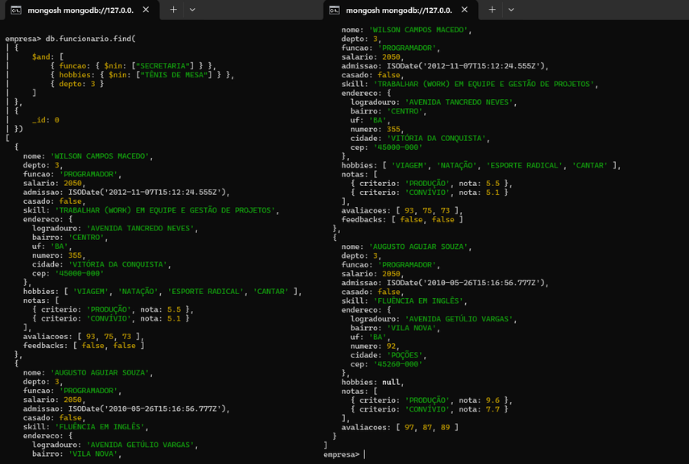 mongosh mongodb://127.0.0.
empresa> db.funcionario.find(
| {
|     $and: [
|         { funcao: { $nin: ["SECRETARIA"] } },
|         { hobbies: { $nin: ["TÊNIS DE MESA"] } },
|         { depto: 3 }
|     ]
| },
| {
|     _id: 0
| })
[
  {
    nome: 'WILSON CAMPOS MACEDO',
    depto: 3,
    funcao: 'PROGRAMADOR',
    salario: 2050,
    admissao: ISODate('2012-11-07T15:12:24.555Z'),
    casado: false,
    skill: 'TRABALHAR (WORK) EM EQUIPE E GESTÃO DE PROJETOS',
    endereco: {
      logradouro: 'AVENIDA TANCREDO NEVES',
      bairro: 'CENTRO',
      uf: 'BA',
      numero: 355,
      cidade: 'VITÓRIA DA CONQUISTA',
      cep: '45000-000'
    },
    hobbies: [ 'VIAGEM', 'NATAÇÃO', 'ESPORTE RADICAL', 'CANTAR' ],
    notas: [
      { criterio: 'PRODUÇÃO', nota: 5.5 },
      { criterio: 'CONVÍVIO', nota: 5.1 }
    ],
    avaliacoes: [ 93, 75, 73 ],
    feedbacks: [ false, false ]
  },
  {
    nome: 'AUGUSTO AGUIAR SOUZA',
    depto: 3,
    funcao: 'PROGRAMADOR',
    salario: 2050,
    admissao: ISODate('2010-05-26T15:16:56.777Z'),
    casado: false,
    skill: 'FLUÊNCIA EM INGLÊS',
    endereco: {
      logradouro: 'AVENIDA GETÚLIO VARGAS',
      bairro: 'VILA NOVA',
mongosh mongodb://127.0.0.
    nome: 'WILSON CAMPOS MACEDO',
    depto: 3,
    funcao: 'PROGRAMADOR',
    salario: 2050,
    admissao: ISODate('2012-11-07T15:12:24.555Z'),
    casado: false,
    skill: 'TRABALHAR (WORK) EM EQUIPE E GESTÃO DE PROJETOS',
    endereco: {
      logradouro: 'AVENIDA TANCREDO NEVES',
      bairro: 'CENTRO',
      uf: 'BA',
      numero: 355,
      cidade: 'VITÓRIA DA CONQUISTA',
      cep: '45000-000'
    },
    hobbies: [ 'VIAGEM', 'NATAÇÃO', 'ESPORTE RADICAL', 'CANTAR' ],
    notas: [
      { criterio: 'PRODUÇÃO', nota: 5.5 },
      { criterio: 'CONVÍVIO', nota: 5.1 }
    ],
    avaliacoes: [ 93, 75, 73 ],
    feedbacks: [ false, false ]
  },
  {
    nome: 'AUGUSTO AGUIAR SOUZA',
    depto: 3,
    funcao: 'PROGRAMADOR',
    salario: 2050,
    admissao: ISODate('2010-05-26T15:16:56.777Z'),
    casado: false,
    skill: 'FLUÊNCIA EM INGLÊS',
    endereco: {
      logradouro: 'AVENIDA GETÚLIO VARGAS',
      bairro: 'VILA NOVA',
      uf: 'BA',
      numero: 92,
      cidade: 'POÇÕES',
      cep: '45260-000'
    },
    hobbies: null,
    notas: [
      { criterio: 'PRODUÇÃO', nota: 9.6 },
      { criterio: 'CONVÍVIO', nota: 7.7 }
    ],
    avaliacoes: [ 97, 87, 89 ]
  }
]
empresa>